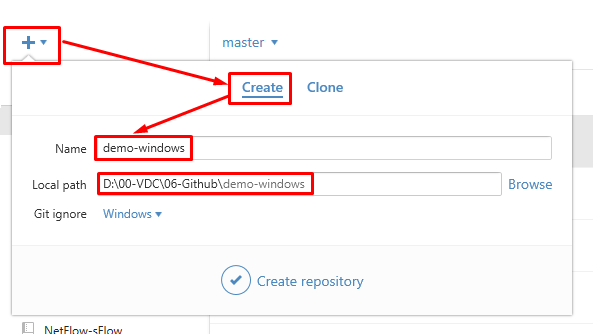 master
Create Clone
Name demo-windows
Local path D:\00-VDC\06-Github\demo-windows Browse
Git ignore Windows
Create repository
NetFlow-sFlow